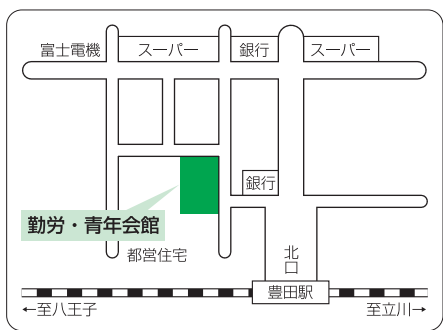 富士電機
スーパー
銀行
スーパー
銀行
勤労・青年会館
都営住宅
北口
豊田駅
←至八王子
至立川→